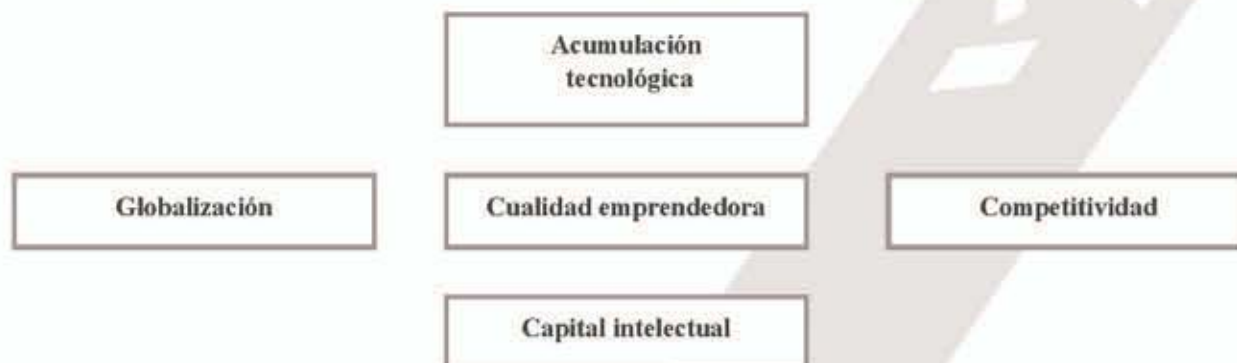 Acumulación
tecnológica
Globalización
Cualidad emprendedora
Competitividad
Capital intelectual